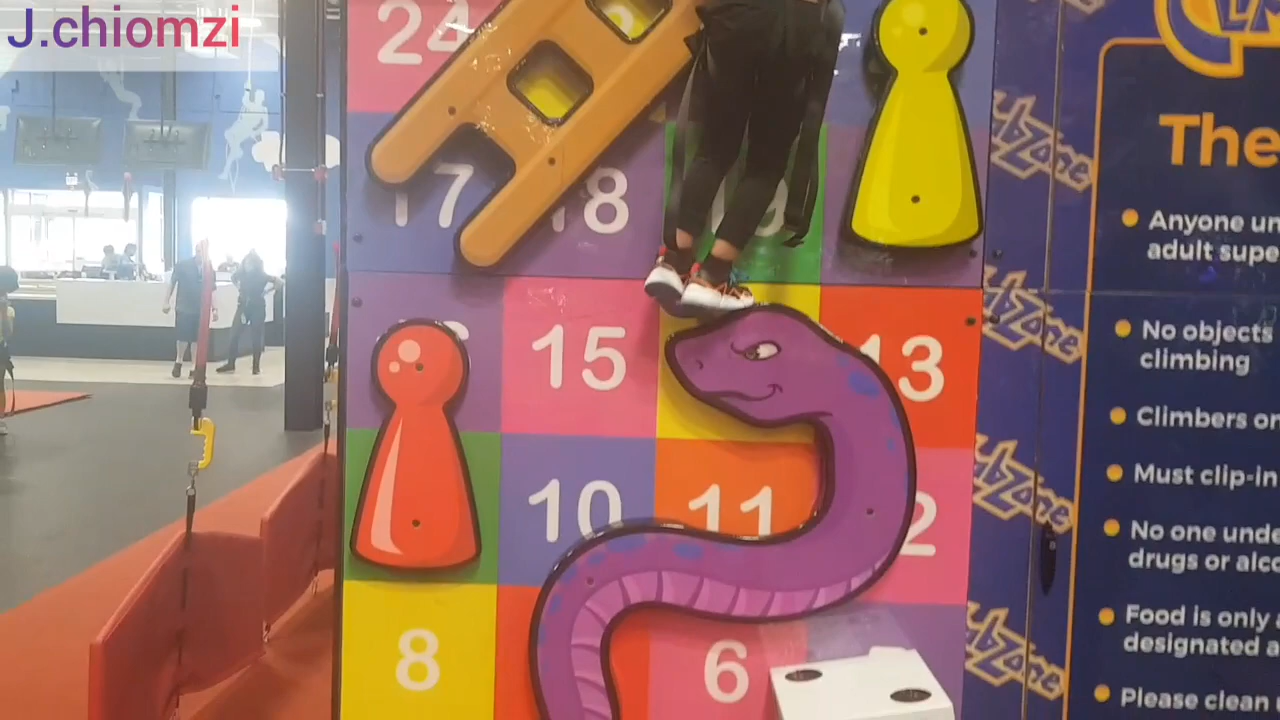 J.chiomzi
24
17
18
15
13
10
11
8
6
The
Anyone un
adult supe
No objects
climbing
Climbers or
Must clip-in
No one unde
drugs or alco
Food is only
designated a
Please clean